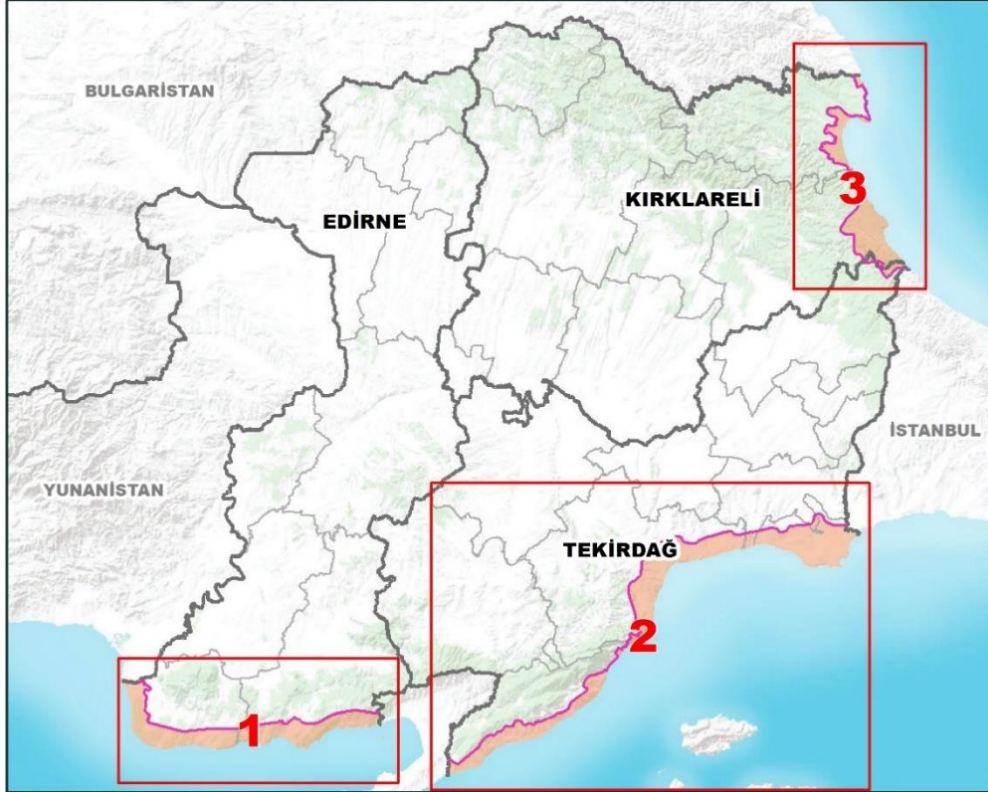 BULGARİSTAN
3
KIRKLARELİ
EDİRNE
İSTANBUL
YUNANİSTAN
TEKİRDAĞ
2
1